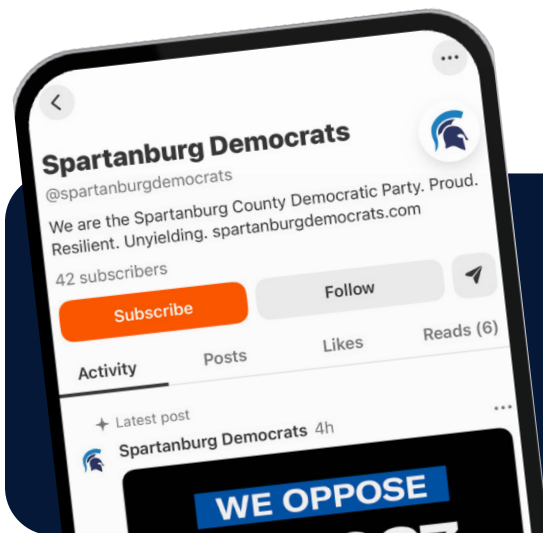 Spartanburg Democrats
@spartanburgdemocrats
We are the Spartanburg County Democratic Party. Proud.
Resilient. Unyielding. spartanburgdemocrats.com
42 subscribers
Subscribe
Follow
Activity
Posts
Likes
Reads (6)
Latest post
Spartanburg Democrats 4h
WE OPPOSE